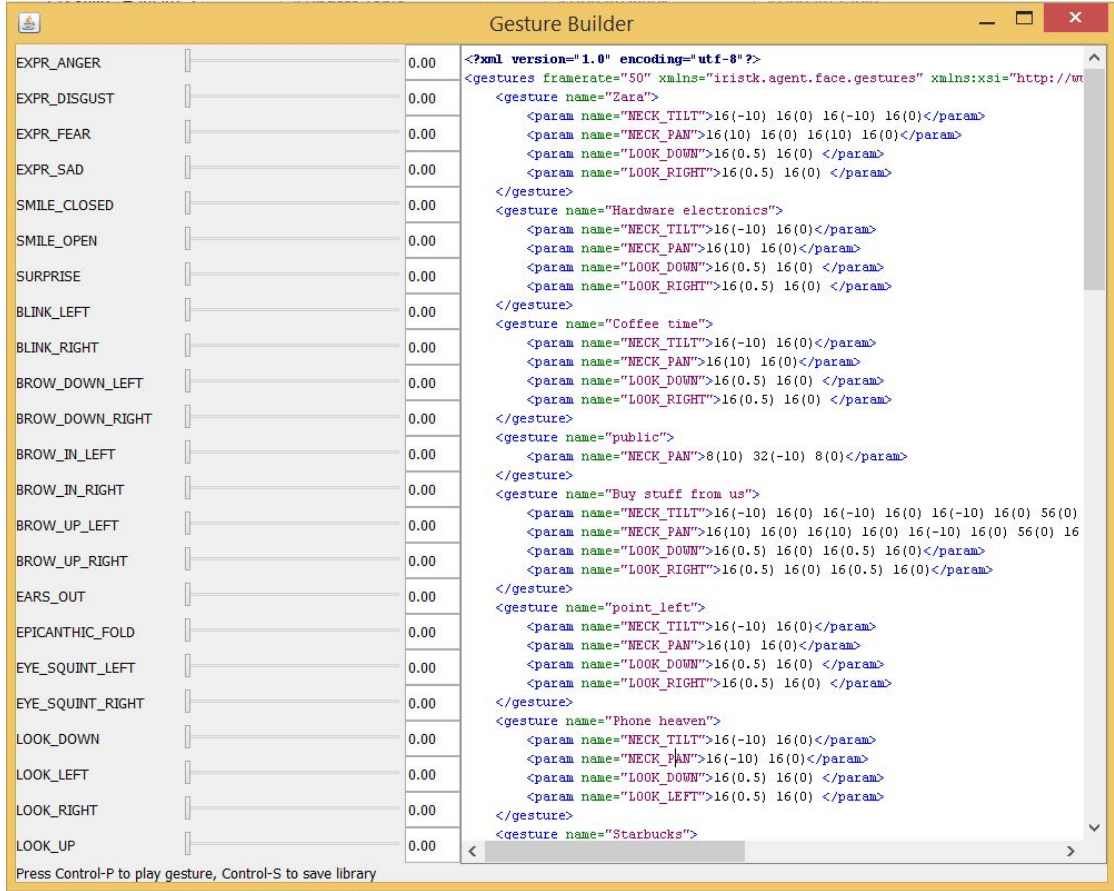 Gesture Builder
EXPR_ANGER 0.00
EXPR_DISGUST 0.00
EXPR_FEAR 0.00
EXPR_SAD 0.00
SMILE_CLOSED 0.00
SMILE_OPEN 0.00
SURPRISE 0.00
BLINK_LEFT 0.00
BLINK_RIGHT 0.00
BROW_DOWN_LEFT 0.00
BROW_DOWN_RIGHT 0.00
BROW_IN_LEFT 0.00
BROW_IN_RIGHT 0.00
BROW_UP_LEFT 0.00
BROW_UP_RIGHT 0.00
EARS_OUT 0.00
EPICANTHIC_FOLD 0.00
EYE_SQUINT_LEFT 0.00
EYE_SQUINT_RIGHT 0.00
LOOK_DOWN 0.00
LOOK_LEFT 0.00
LOOK_RIGHT 0.00
LOOK_UP 0.00
<?xml version="1.0" encoding="utf-8"?>
<gestures framerate="50" xmlns="iristk.agent.face.gestures" xmlns:xsi="http://w
<gesture name="Zara">
<param name="NECK_TILT">16(-10) 16(0) 16(-10) 16(0)</param>
<param name="NECK_PAN">16(10) 16(0) 16(10) 16(0)</param>
<param name="LOOK_DOWN">16(0.5) 16(0) </param>
<param name="LOOK_RIGHT">16(0.5) 16(0) </param>
</gesture>
<gesture name="Hardware electronics">
<param name="NECK_TILT">16(-10) 16(0)</param>
<param name="NECK_PAN">16(10) 16(0)</param>
<param name="LOOK_DOWN">16(0.5) 16(0) </param>
<param name="LOOK_RIGHT">16(0.5) 16(0) </param>
</gesture>
<gesture name="Coffee time">
<param name="NECK_TILT">16(-10) 16(0)</param>
<param name="NECK_PAN">16(10) 16(0)</param>
<param name="LOOK_DOWN">16(0.5) 16(0) </param>
<param name="LOOK_RIGHT">16(0.5) 16(0) </param>
</gesture>
<gesture name="public">
<param name="NECK_PAN">8(10) 32(-10) 8(0)</param>
</gesture>
<gesture name="Buy stuff from us">
<param name="NECK_TILT">16(-10) 16(0) 16(-10) 16(0) 16(-10) 16(0) 56(0)
<param name="NECK_PAN">16(10) 16(0) 16(10) 16(0) 16(-10) 16(0) 56(0) 16
<param name="LOOK_DOWN">16(0.5) 16(0) 16(0.5) 16(0)</param>
<param name="LOOK_RIGHT">16(0.5) 16(0) 16(0.5) 16(0)</param>
</gesture>
<gesture name="point_left">
<param name="NECK_TILT">16(-10) 16(0)</param>
<param name="NECK_PAN">16(10) 16(0)</param>
<param name="LOOK_DOWN">16(0.5) 16(0) </param>
<param name="LOOK_RIGHT">16(0.5) 16(0) </param>
</gesture>
<gesture name="Phone heaven">
<param name="NECK_TILT">16(-10) 16(0)</param>
<param name="NECK_PAN">16(-10) 16(0)</param>
<param name="LOOK_DOWN">16(0.5) 16(0) </param>
<param name="LOOK_LEFT">16(0.5) 16(0) </param>
</gesture>
<gesture name="Starbucks">
Press Control-P to play gesture, Control-S to save library